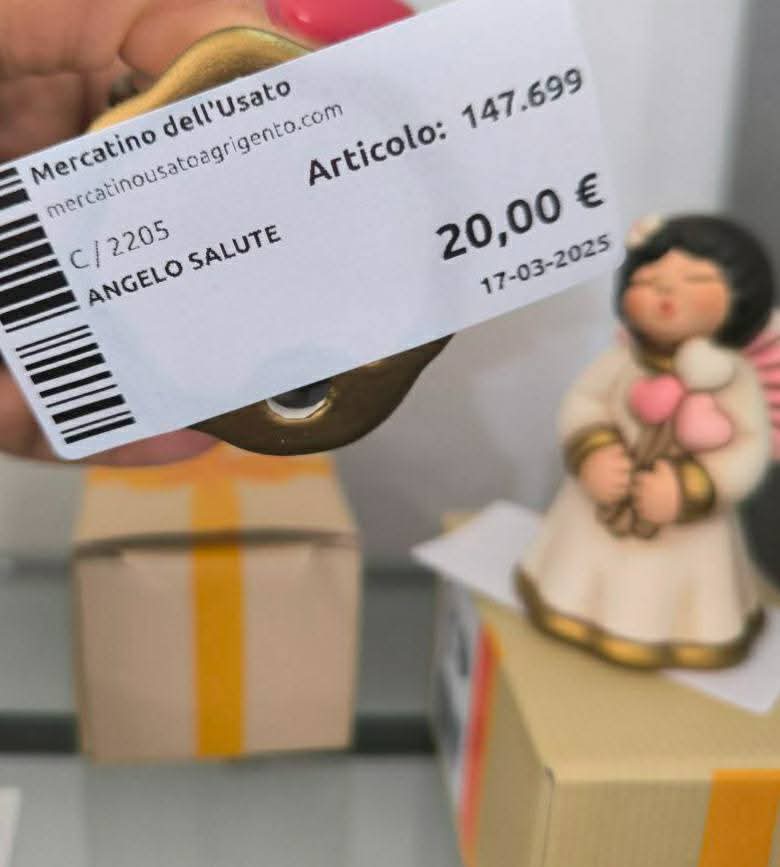 Mercatino dell'Usato
mercatinousatoagrigento.com
Articolo: 147.699
C/2205
ANGELO SALUTE
20,00 €
17-03-2025